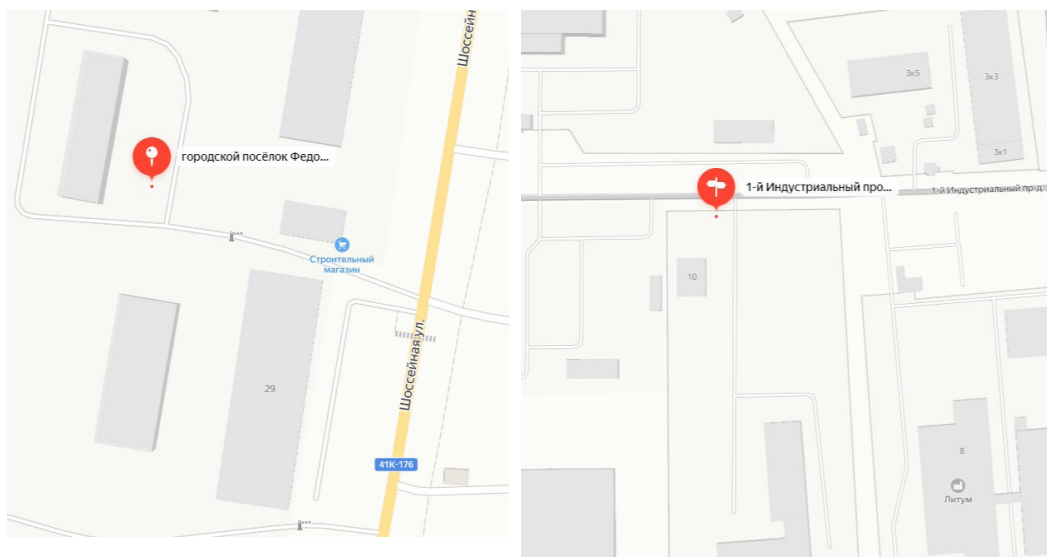 Шоссейн
городской посёлок Федо...
Строительный
магазин
Шоссейная ул.
29
41К-176
3к5
3к3
3к1
1-й Индустриальный про...
1-й Индустриальный пр-д
10
8
Литум